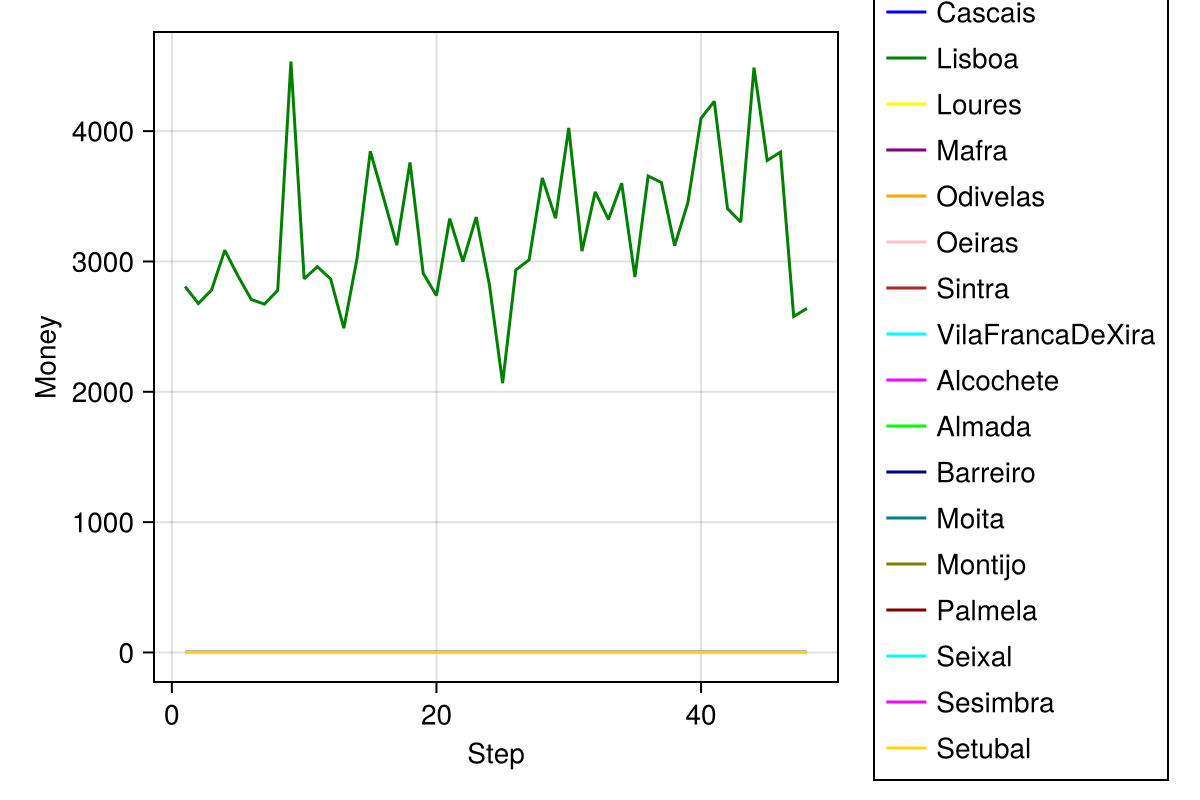 4000
3000
2000
1000
0
Money
0 20 40
Step
Cascais
Lisboa
Loures
Mafra
Odivelas
Oeiras
Sintra
VilaFrancaDeXira
Alcochete
Almada
Barreiro
Moita
Montijo
Palmela
Seixal
Sesimbra
Setubal